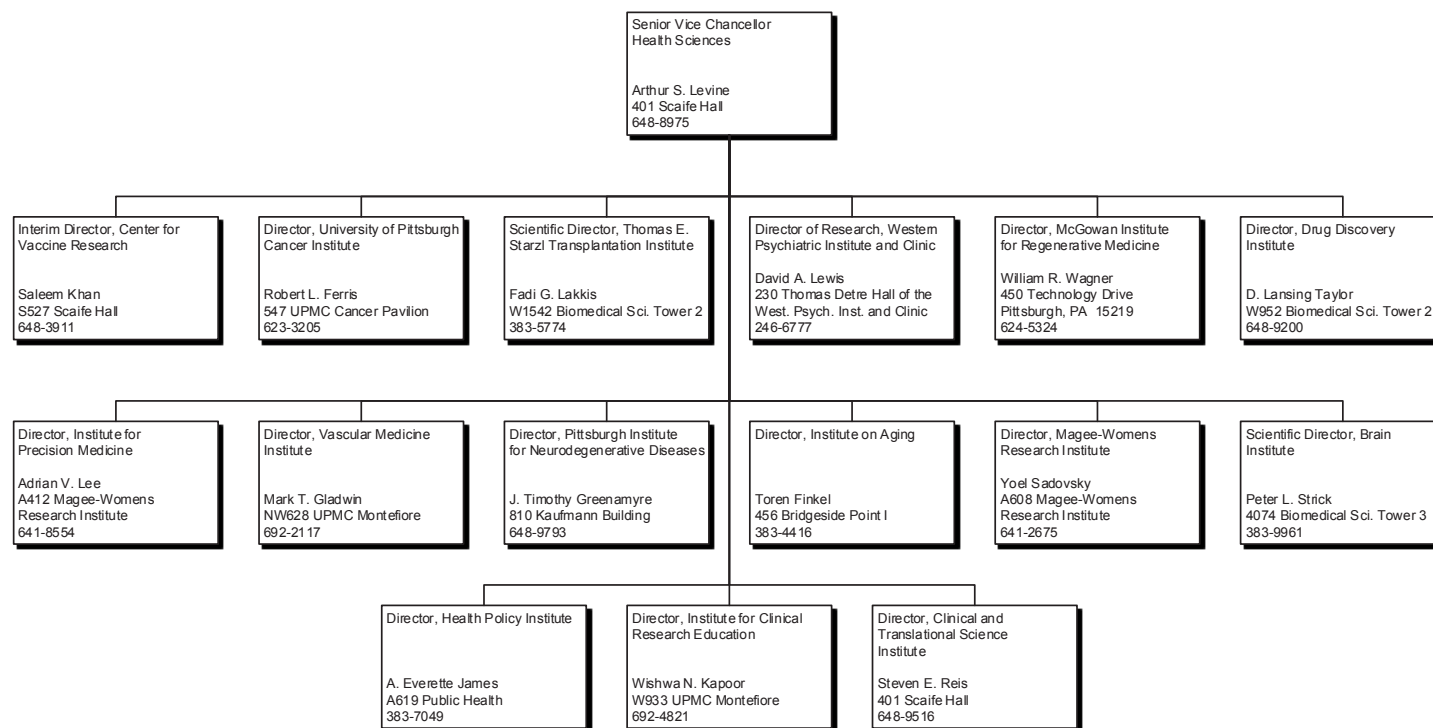 Senior Vice Chancellor
Health Sciences
Arthur S. Levine
401 Scaife Hall
648-8975
Interim Director, Center for
Vaccine Research
Saleem Khan
S527 Scaife Hall
648-3911
Director, University of Pittsburgh
Cancer Institute
Robert L. Ferris
547 UPMC Cancer Pavilion
623-3205
Scientific Director, Thomas E.
Starzl Transplantation Institute
Fadi G. Lakkis
W1542 Biomedical Sci. Tower 2
383-5774
Director of Research, Western
Psychiatric Institute and Clinic
David A. Lewis
230 Thomas Detre Hall of the
West. Psych. Inst. and Clinic
246-6777
Director, McGowan Institute
for Regenerative Medicine
William R. Wagner
450 Technology Drive
Pittsburgh, PA 15219
624-5324
Director, Drug Discovery
Institute
D. Lansing Taylor
W952 Biomedical Sci. Tower 2
648-9200
Director, Institute for
Precision Medicine
Adrian V. Lee
A412 Magee-Womens
Research Institute
641-8554
Director, Vascular Medicine
Institute
Mark T. Gladwin
NW628 UPMC Montefiore
692-2117
Director, Pittsburgh Institute
for Neurodegenerative Diseases
J. Timothy Greenamyre
810 Kaufmann Building
648-9793
Director, Institute on Aging
Toren Finkel
456 Bridgeside Point I
383-4416
Director, Magee-Womens
Research Institute
Yoel Sadovsky
A608 Magee-Womens
Research Institute
641-2675
Scientific Director, Brain
Institute
Peter L. Strick
4074 Biomedical Sci. Tower 3
383-9961
Director, Health Policy Institute
A. Everette James
A619 Public Health
383-7049
Director, Institute for Clinical
Research Education
Wishwa N. Kapoor
W933 UPMC Montefiore
692-4821
Director, Clinical and
Translational Science
Institute
Steven E. Reis
401 Scaife Hall
648-9516